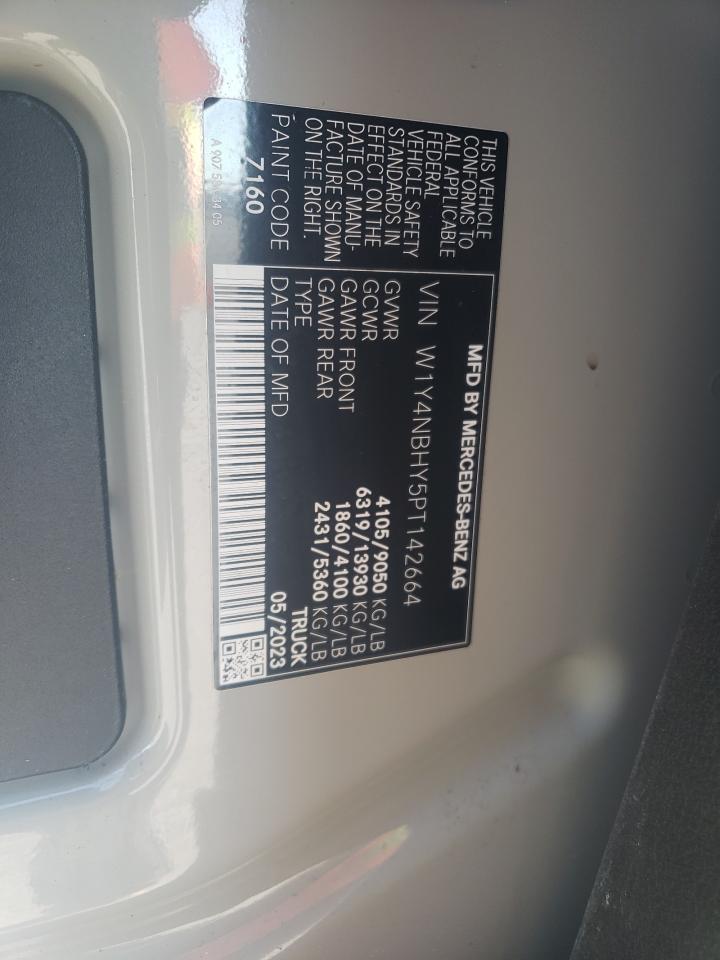 MFD BY MERCEDES-BENZ AG
VIN W1Y4NBHY5PT142664
GVWR 4105/9050 KG/LB
GCWR 6319/13930 KG/LB
GAWR FRONT 1860/4100 KG/LB
GAWR REAR 2431/5360 KG/LB
TYPE TRUCK
DATE OF MFD 05/2023
THIS VEHICLE
CONFORMS TO
ALL APPLICABLE
FEDERAL
VEHICLE SAFETY
STANDARDS IN
EFFECT ON THE
DATE OF MANU-
FACTURE SHOWN
ON THE RIGHT.
PAINT CODE
7160
A 907 34 05